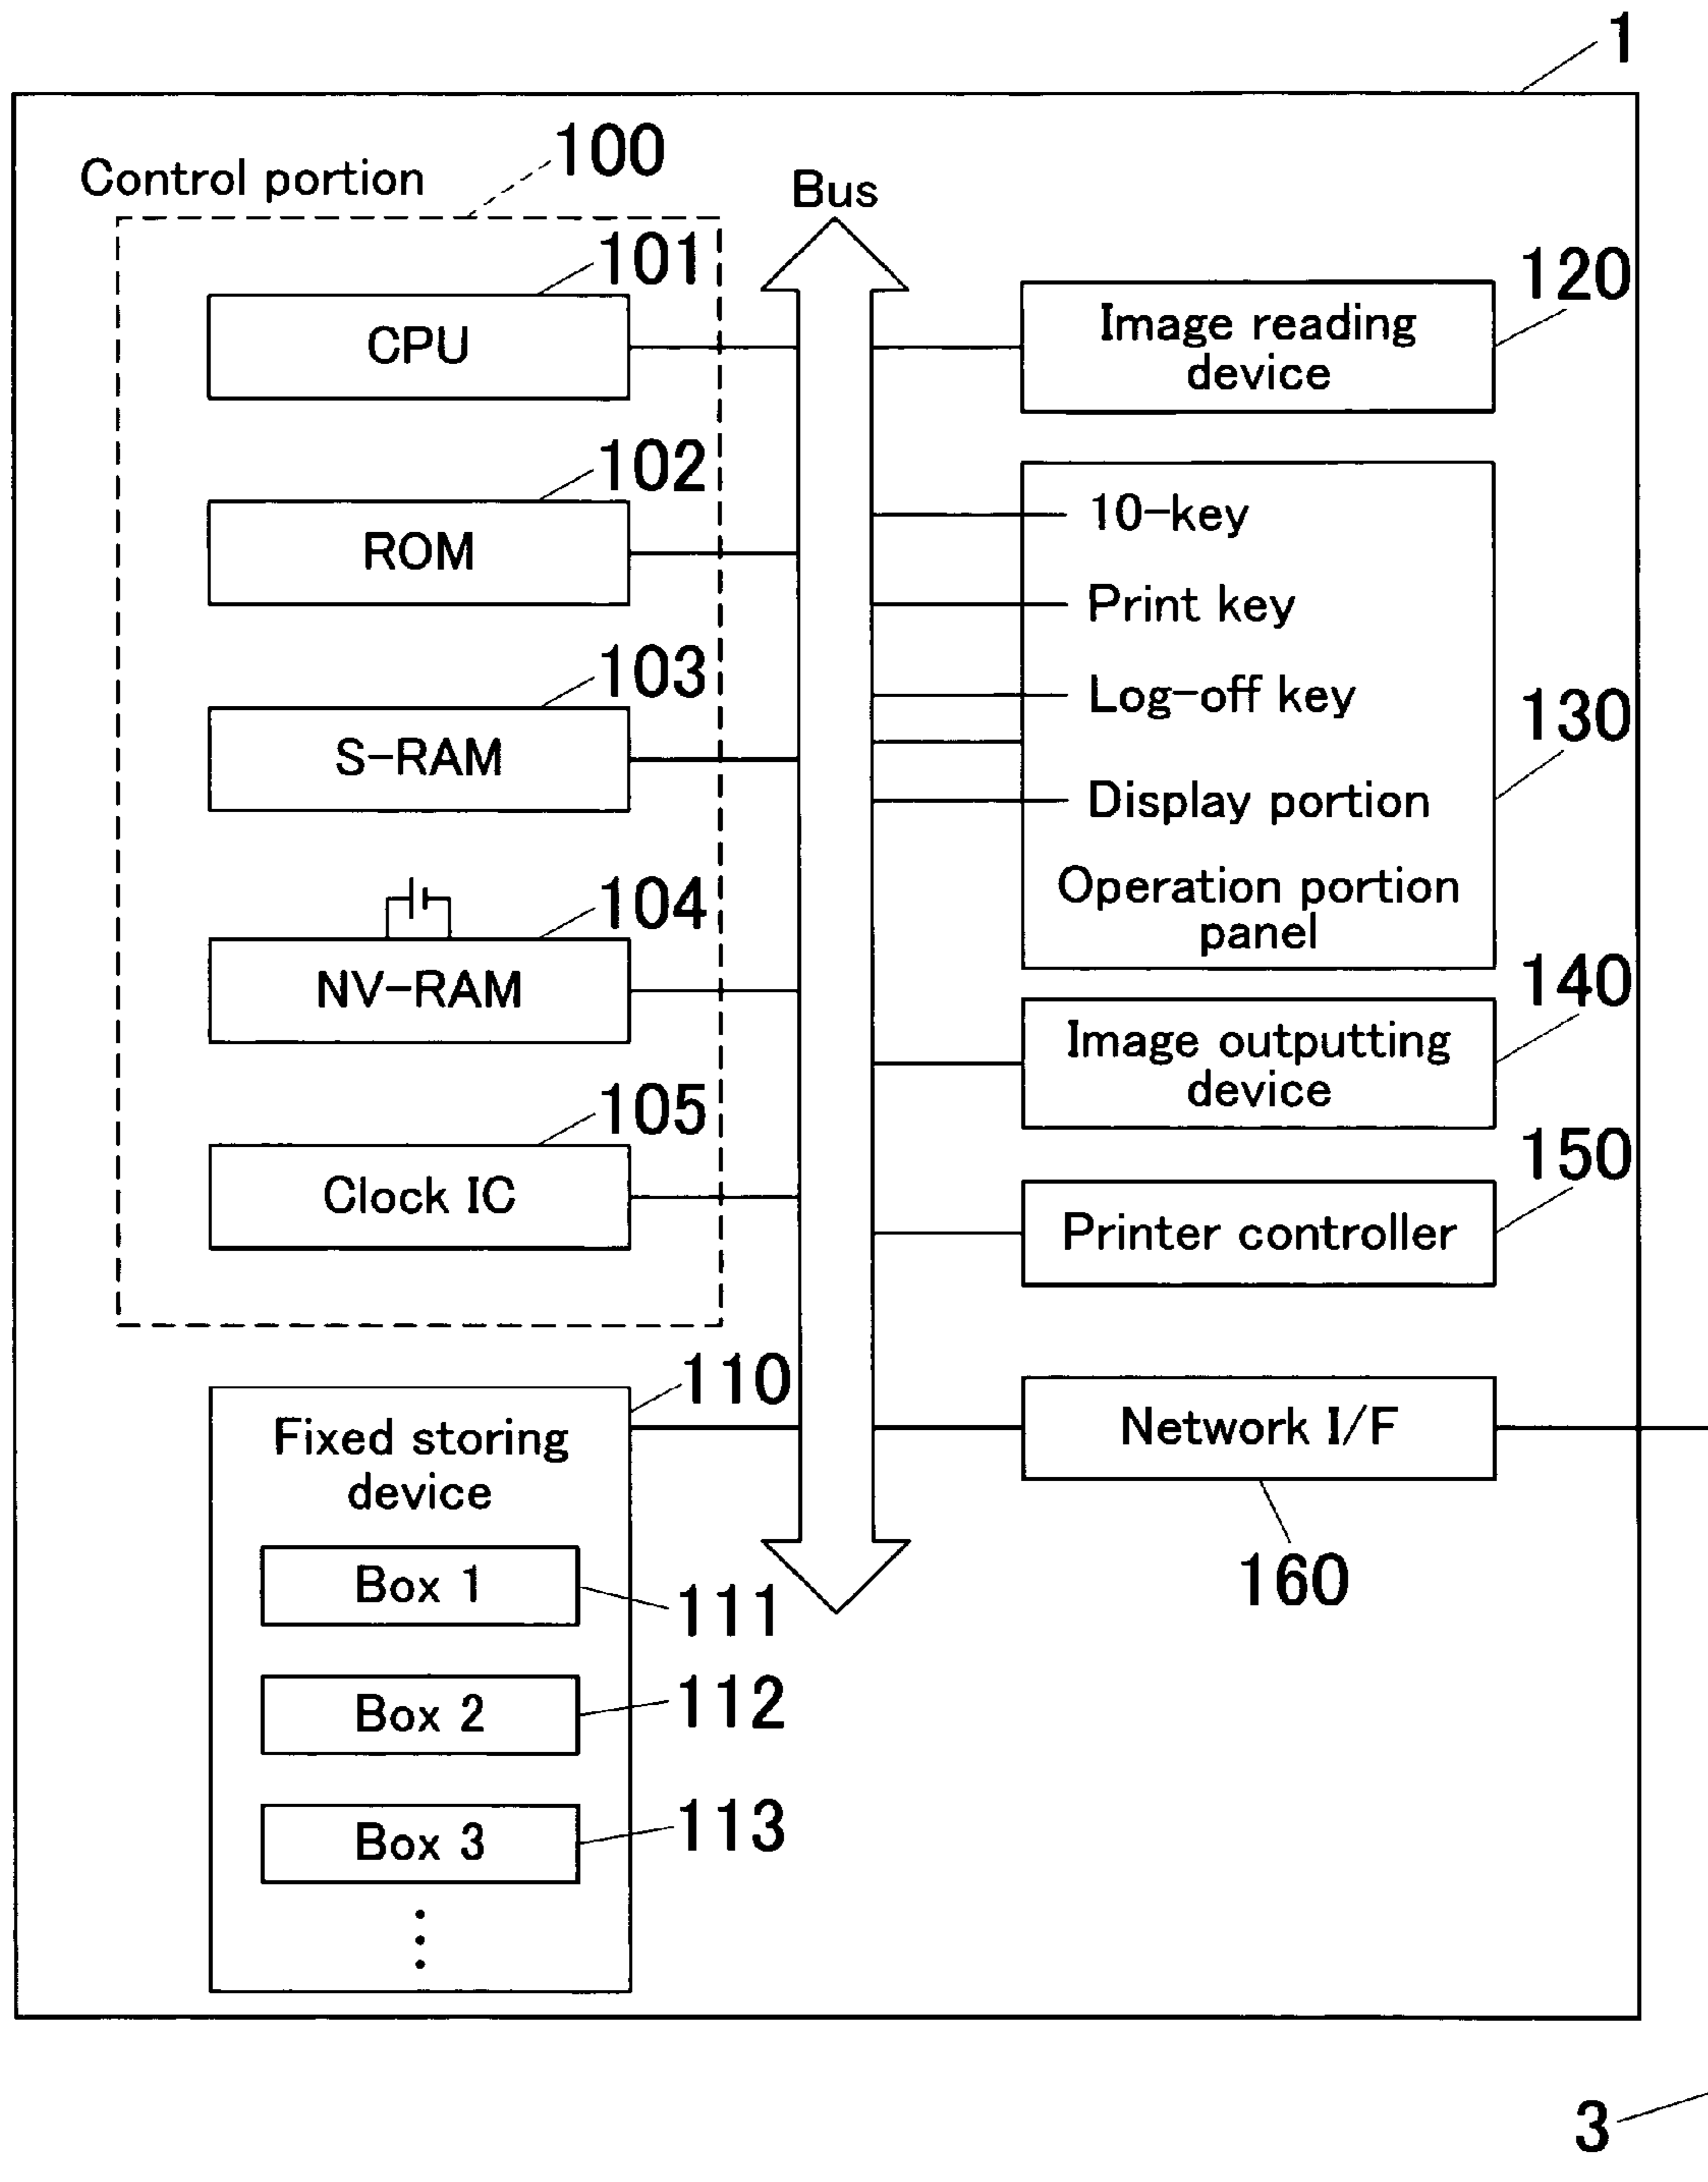 1
Control portion
100
Bus
101
CPU
102
ROM
103
S-RAM
104
NV-RAM
105
Clock IC
110
Fixed storing
device
Box 1
111
Box 2
112
Box 3
113
120
Image reading
device
10-key
Print key
Log-off key
130
Display portion
Operation portion
panel
140
Image outputting
device
150
Printer controller
Network I/F
160
3